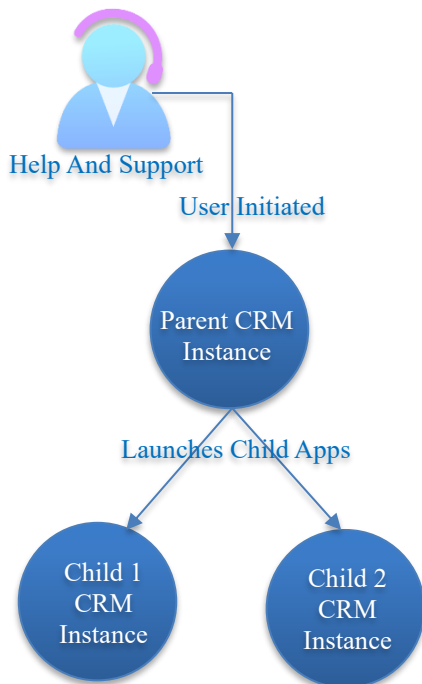 Help And Support
User Initiated
Parent CRM
Instance
Launches Child Apps
Child 1
CRM
Instance
Child 2
CRM
Instance